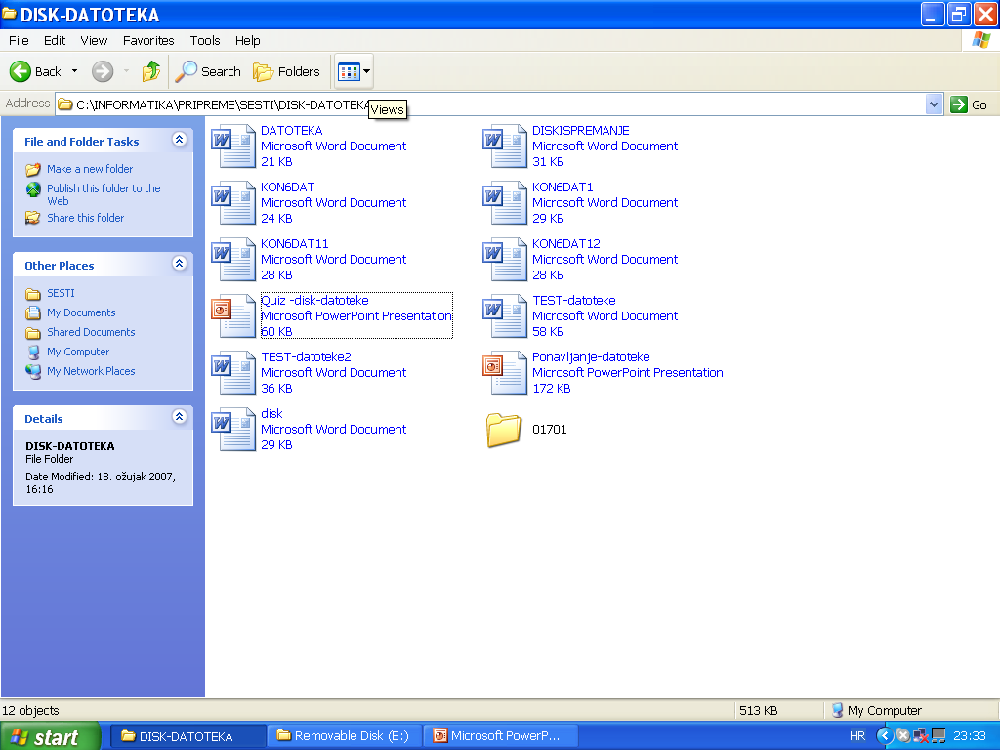 DISK-DATOTEKA
File Edit View Favorites Tools Help
Back Search Folders
Address C:\INFORMATIKA\PRIPREME\SESTI\DISK-DATOTEKA Go
Views
File and Folder Tasks
Make a new folder
Publish this folder to the
Web
Share this folder
Other Places
SESTI
My Documents
Shared Documents
My Computer
My Network Places
Details
DISK-DATOTEKA
File Folder
Date Modified: 18. ožujak 2007,
16:16
DATOTEKA
Microsoft Word Document
21 KB
DISKISPREMANJE
Microsoft Word Document
31 KB
KON6DAT
Microsoft Word Document
24 KB
KON6DAT1
Microsoft Word Document
29 KB
KON6DAT11
Microsoft Word Document
28 KB
KON6DAT12
Microsoft Word Document
28 KB
Quiz -disk-datoteke
Microsoft PowerPoint Presentation
60 KB
TEST-datoteke
Microsoft Word Document
58 KB
TEST-datoteke2
Microsoft Word Document
36 KB
Ponavljanje-datoteke
Microsoft PowerPoint Presentation
172 KB
disk
Microsoft Word Document
29 KB
01701
12 objects 513 KB My Computer
start DISK-DATOTEKA Removable Disk (E:) Microsoft PowerP... HR 23:33